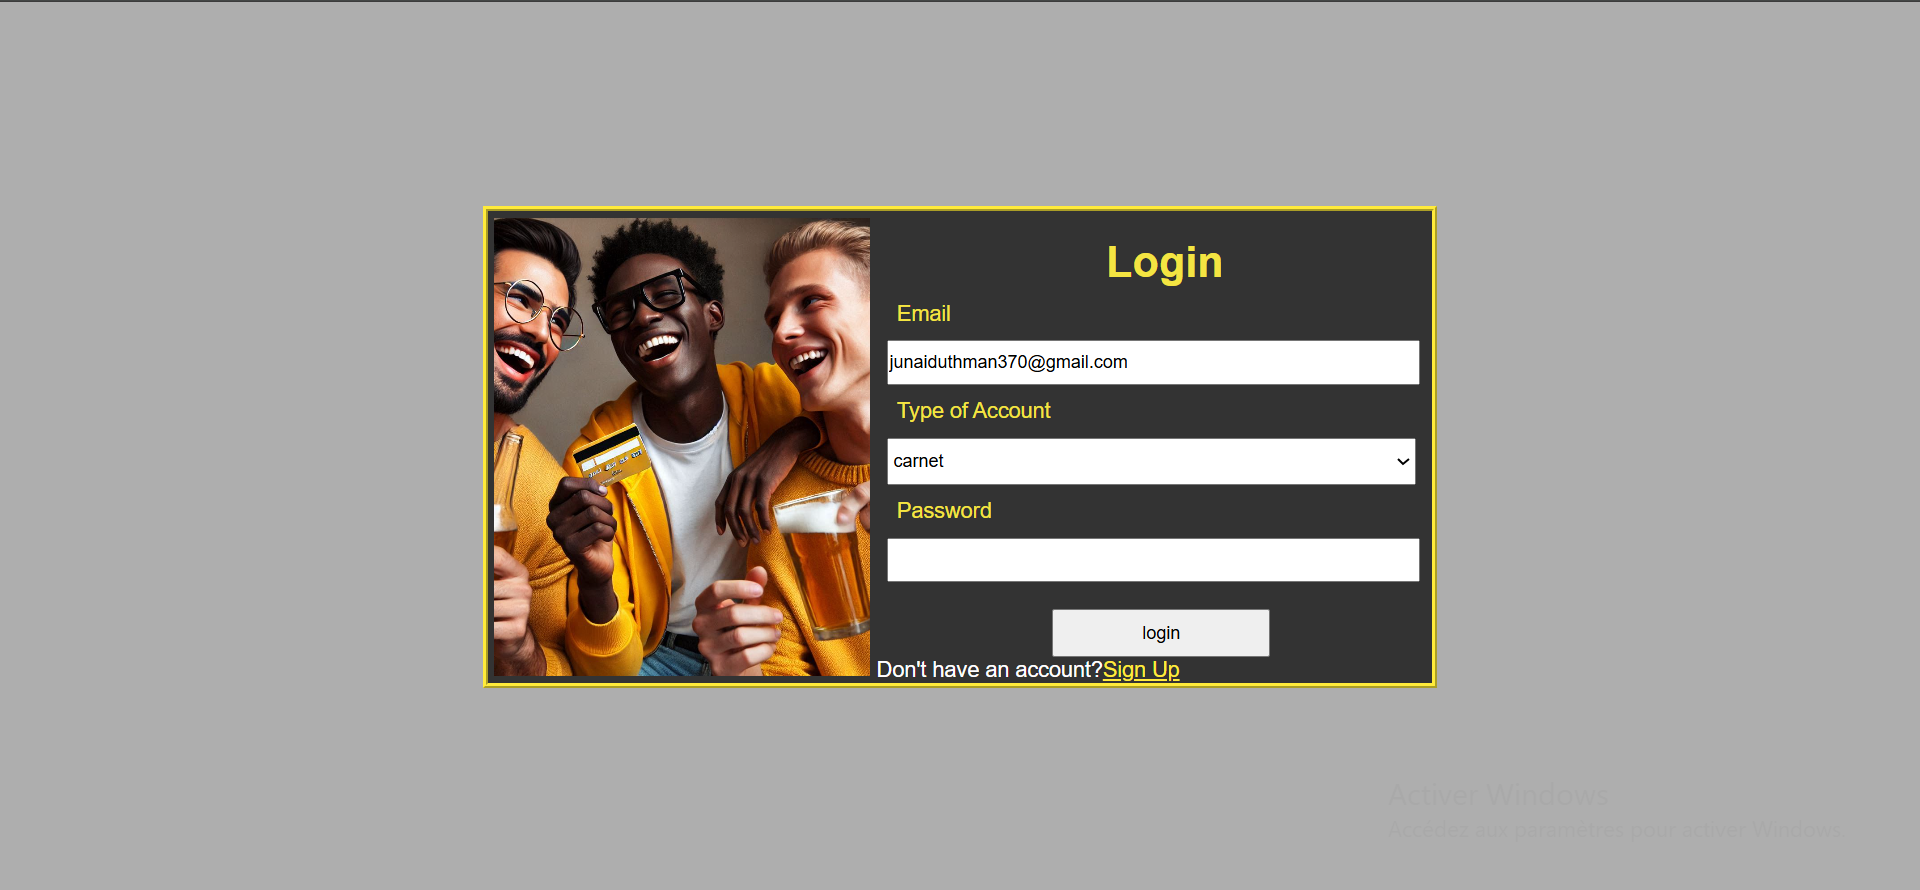 Login
Email
junaiduthman370@gmail.com
Type of Account
carnet
Password
login
Don't have an account?Sign Up
Activer Windows
Accédez aux paramètres pour activer Windows.